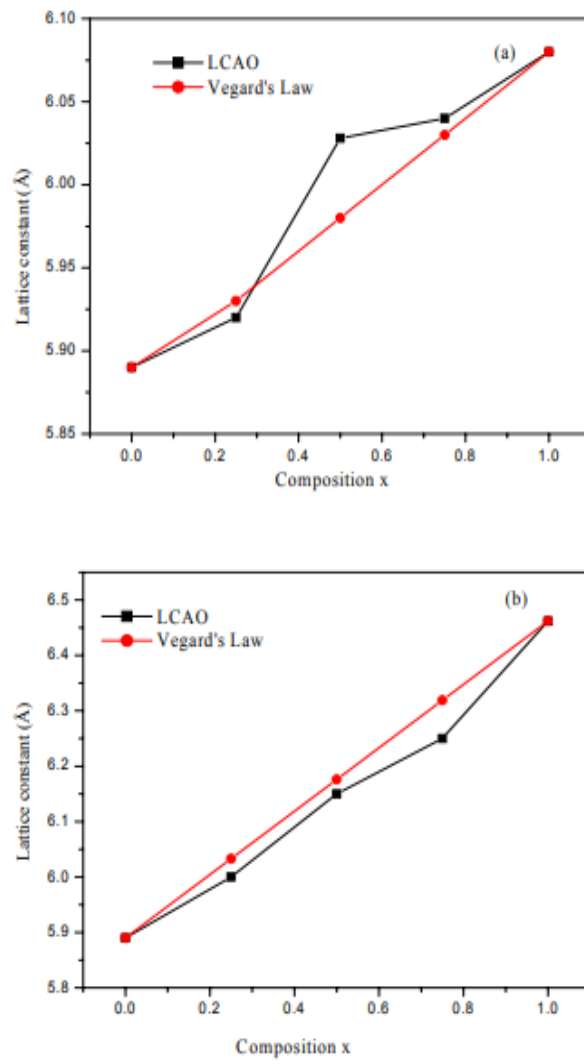 6.10
(a)
LCAO
Vegard's Law
6.05
6.00
5.95
5.90
5.85
Lattice constant (Å)
0.0 0.2 0.4 0.6 0.8 1.0
Composition x
6.5
(b)
LCAO
Vegard's Law
6.4
6.3
6.2
6.1
6.0
5.9
5.8
Lattice constant (Å)
0.0 0.2 0.4 0.6 0.8 1.0
Composition x